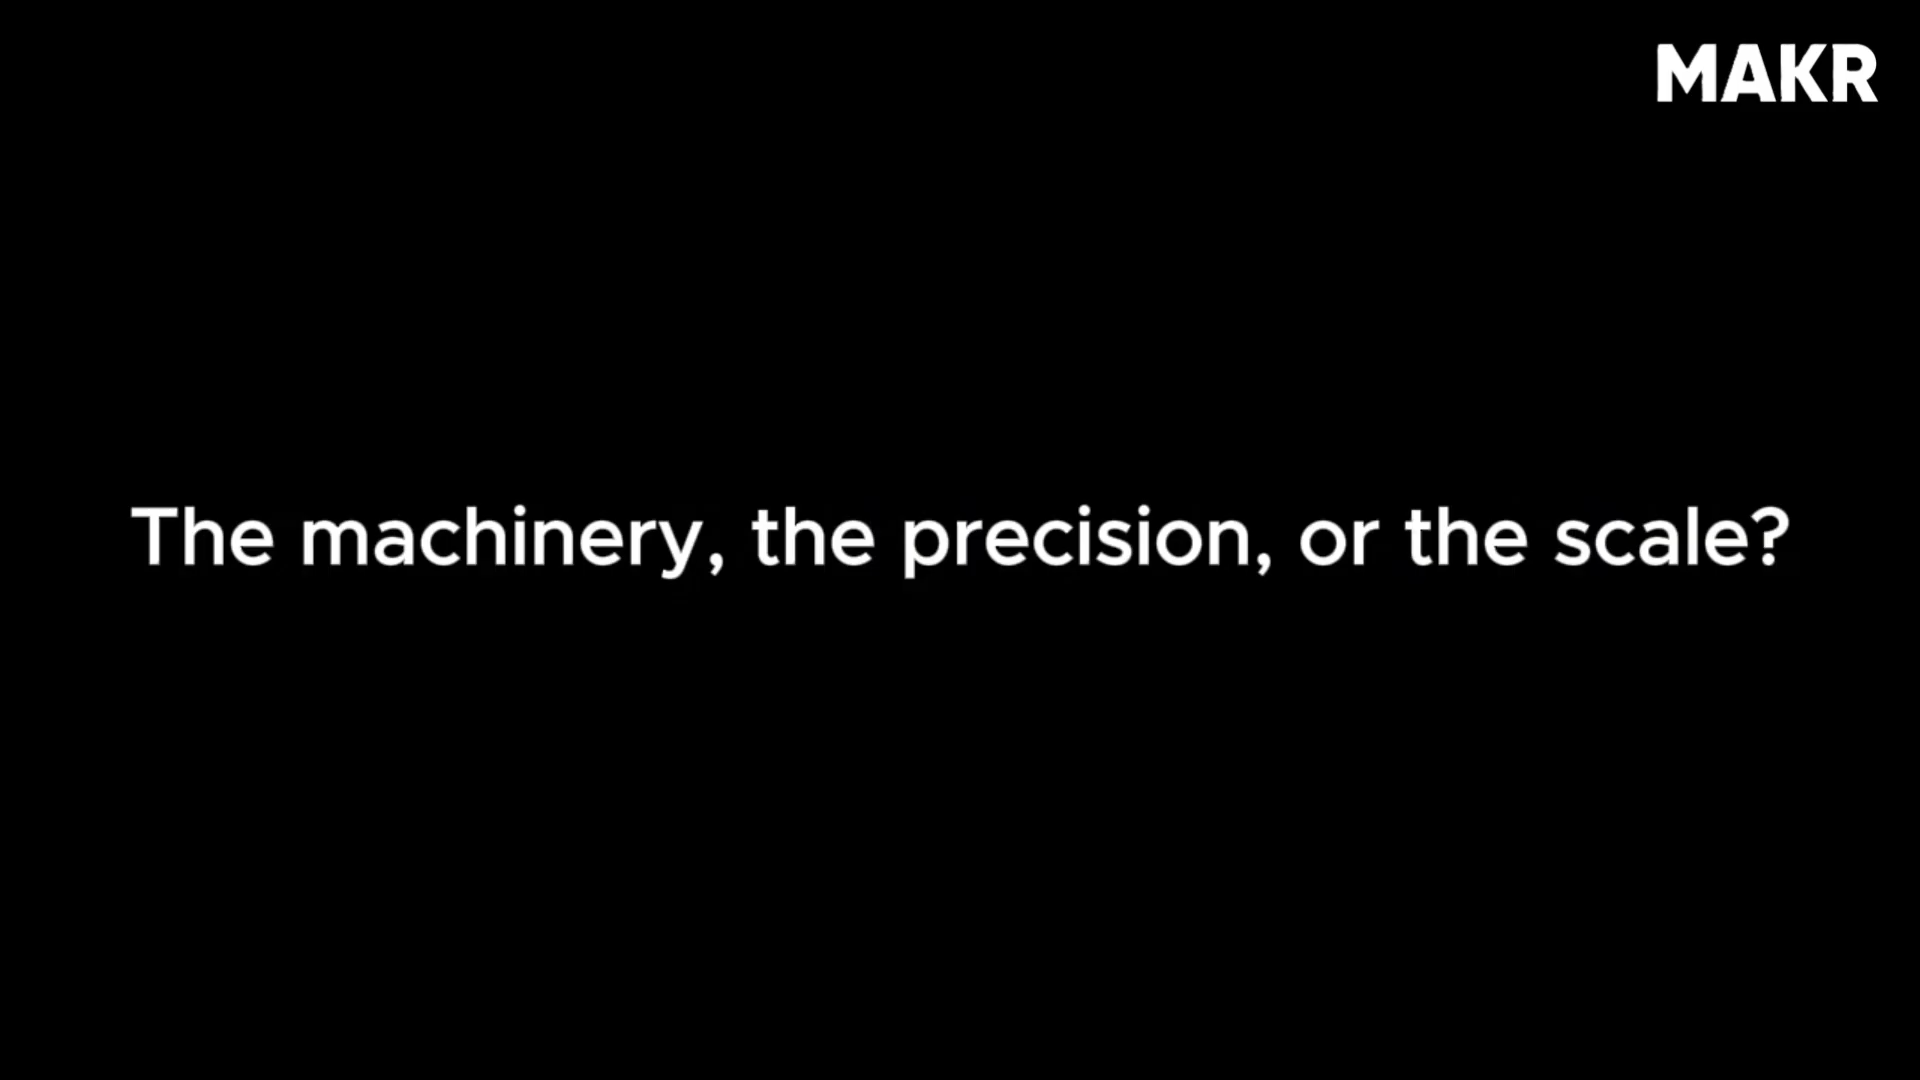 MAKR
The machinery, the precision, or the scale?